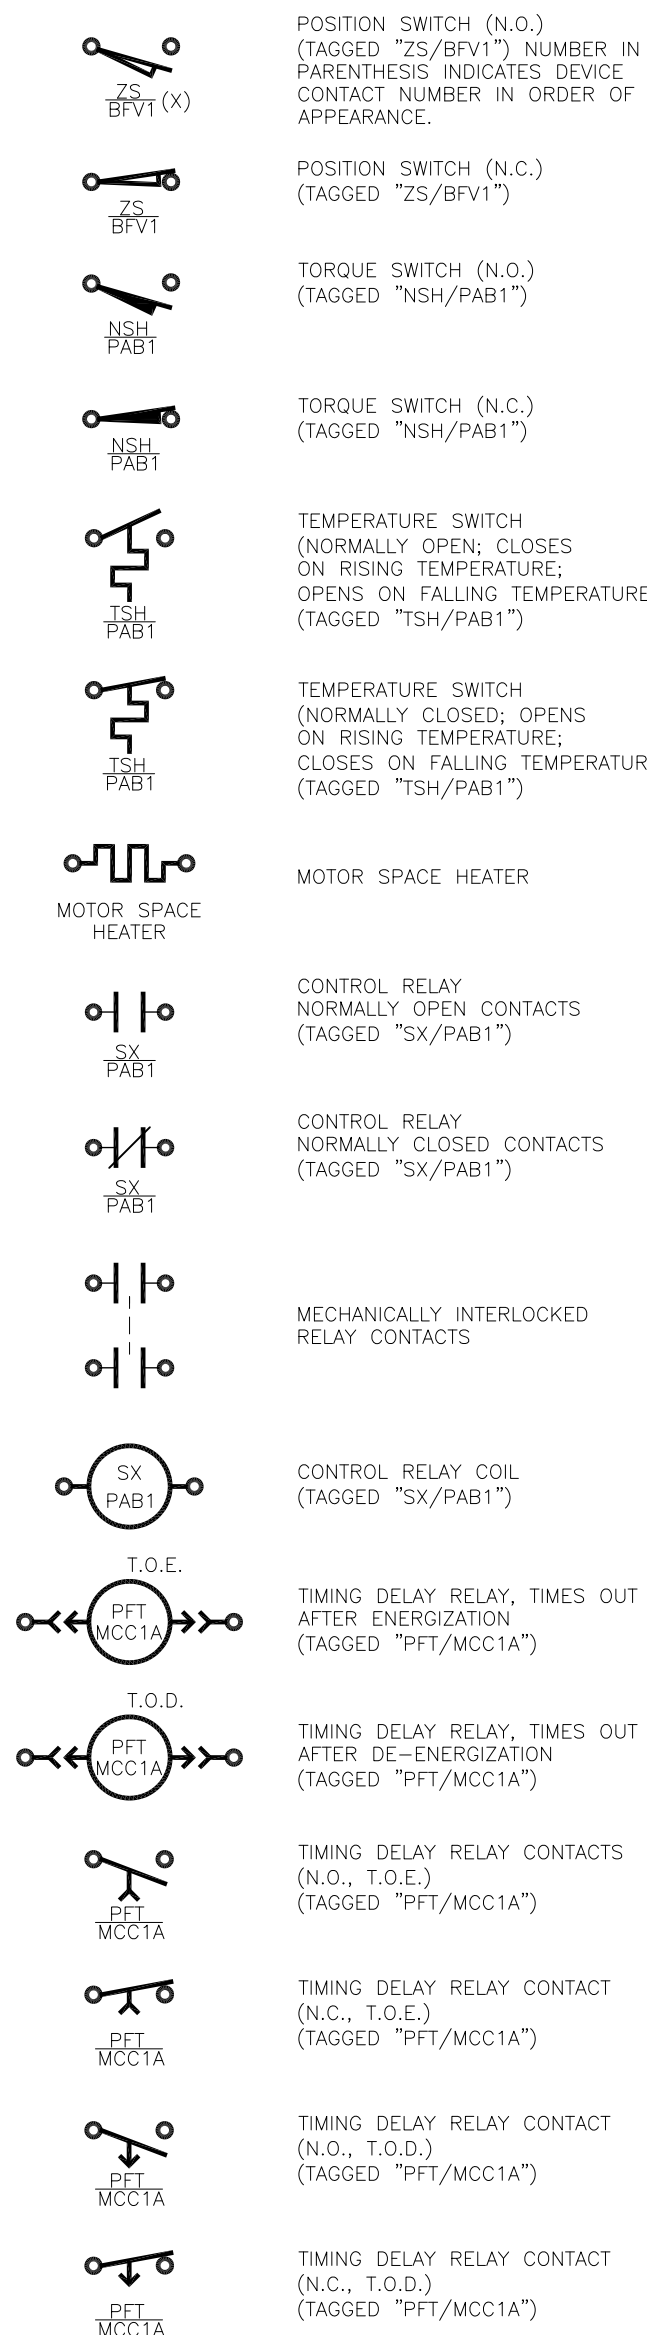 POSITION SWITCH (N.O.)
(TAGGED "ZS/BFV1") NUMBER IN
PARENTHESIS INDICATES DEVICE
CONTACT NUMBER IN ORDER OF
APPEARANCE.
ZS
BFV1 (X)
POSITION SWITCH (N.C.)
(TAGGED "ZS/BFV1")
ZS
BFV1
TORQUE SWITCH (N.O.)
(TAGGED "NSH/PAB1")
NSH
PAB1
TORQUE SWITCH (N.C.)
(TAGGED "NSH/PAB1")
NSH
PAB1
TEMPERATURE SWITCH
(NORMALLY OPEN; CLOSES
ON RISING TEMPERATURE;
OPENS ON FALLING TEMPERATURE
(TAGGED "TSH/PAB1")
TSH
PAB1
TEMPERATURE SWITCH
(NORMALLY CLOSED; OPENS
ON RISING TEMPERATURE;
CLOSES ON FALLING TEMPERATUR
(TAGGED "TSH/PAB1")
TSH
PAB1
MOTOR SPACE HEATER
MOTOR SPACE
HEATER
CONTROL RELAY
NORMALLY OPEN CONTACTS
(TAGGED "SX/PAB1")
SX
PAB1
CONTROL RELAY
NORMALLY CLOSED CONTACTS
(TAGGED "SX/PAB1")
SX
PAB1
MECHANICALLY INTERLOCKED
RELAY CONTACTS
SX
PAB1
CONTROL RELAY COIL
(TAGGED "SX/PAB1")
T.O.E.
PFT
MCC1A
TIMING DELAY RELAY, TIMES OUT
AFTER ENERGIZATION
(TAGGED "PFT/MCC1A")
T.O.D.
PFT
MCC1A
TIMING DELAY RELAY, TIMES OUT
AFTER DE-ENERGIZATION
(TAGGED "PFT/MCC1A")
TIMING DELAY RELAY CONTACTS
(N.O., T.O.E.)
(TAGGED "PFT/MCC1A")
PFT
MCC1A
TIMING DELAY RELAY CONTACT
(N.C., T.O.E.)
(TAGGED "PFT/MCC1A")
PFT
MCC1A
TIMING DELAY RELAY CONTACT
(N.O., T.O.D.)
(TAGGED "PFT/MCC1A")
PFT
MCC1A
TIMING DELAY RELAY CONTACT
(N.C., T.O.D.)
(TAGGED "PFT/MCC1A")
PFT
MCC1A